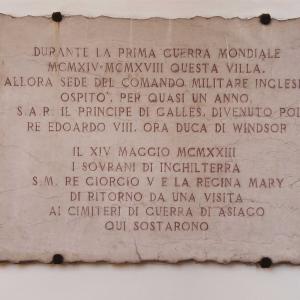 DURANTE LA PRIMA GUERRA MONDIALE
MCMXIV-MCMXVIII QUESTA VILLA,
ALLORA SEDE DEL COMANDO MILITARE INGLESE
OSPITO', PER QUASI UN ANNO,
S.A.R. IL PRINCIPE DI GALLES, DIVENUTO POI
RE EDOARDO VIII, ORA DUCA DI WINDSOR
IL XIV MAGGIO MCMXXIII
I SOVRANI DI INGHILTERRA
S.M. RE GIORGIO V E LA REGINA MARY
DI RITORNO DA UNA VISITA
AI CIMITERI DI GUERRA DI ASIAGO
QUI SOSTARONO